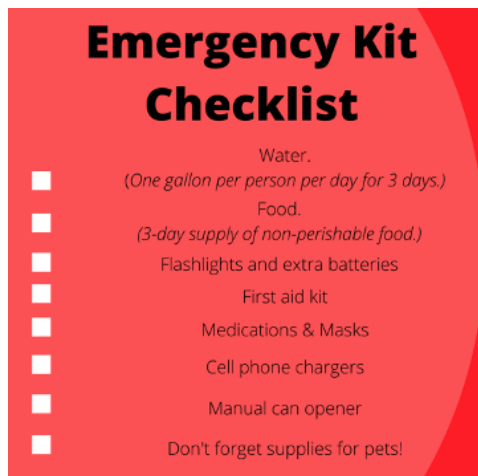 Emergency Kit
Checklist
Water.
(One gallon per person per day for 3 days.)
Food.
(3-day supply of non-perishable food.)
Flashlights and extra batteries
First aid kit
Medications & Masks
Cell phone chargers
Manual can opener
Don't forget supplies for pets!